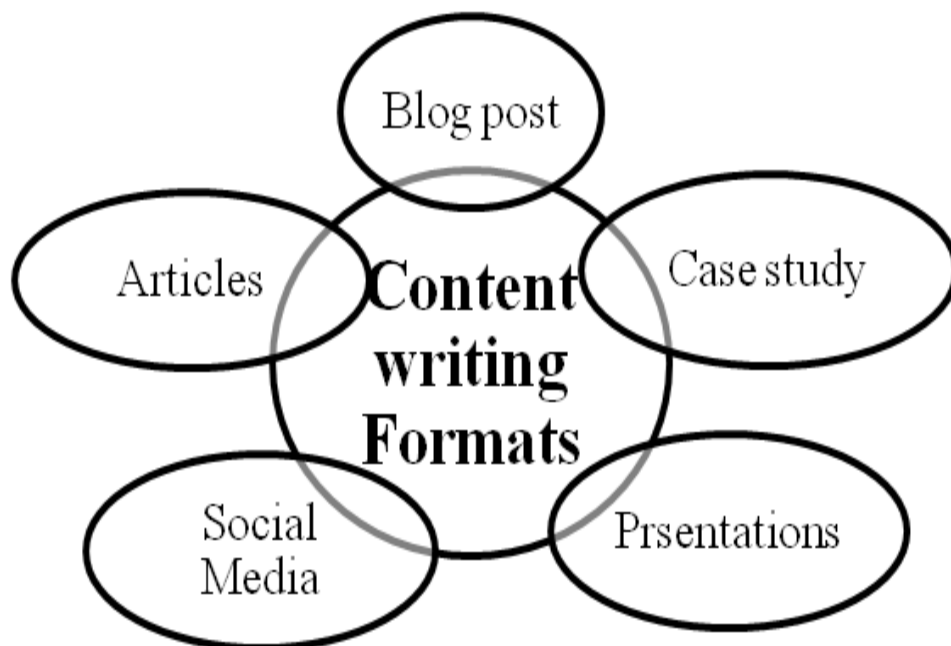 Blog post
Articles
Case study
Content
writing
Formats
Social
Media
Prsentations